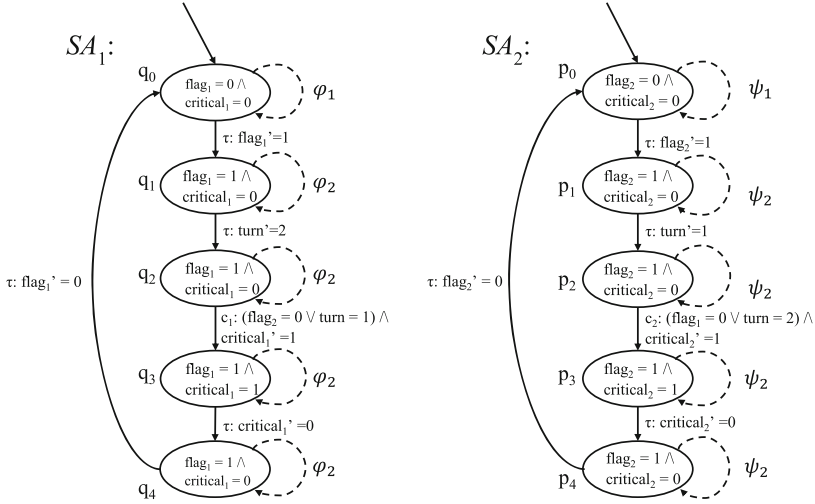 SA₁:
q₀
flag₁ = 0 ∧
critical₁ = 0
φ₁
τ: flag₁’=1
q₁
flag₁ = 1 ∧
critical₁ = 0
φ₂
τ: turn’=2
q₂
flag₁ = 1 ∧
critical₁ = 0
φ₂
τ: flag₁’ = 0
c₁: (flag₂ = 0 ∨ turn = 1) ∧
critical₁’ =1
q₃
flag₁ = 1 ∧
critical₁ = 1
φ₂
τ: critical₁’ =0
q₄
flag₁ = 1 ∧
critical₁ = 0
φ₂
SA₂:
p₀
flag₂ = 0 ∧
critical₂ = 0
ψ₁
τ: flag₂’=1
p₁
flag₂ = 1 ∧
critical₂ = 0
ψ₂
τ: turn’=1
p₂
flag₂ = 1 ∧
critical₂ = 0
ψ₂
τ: flag₂’ = 0
c₂: (flag₁ = 0 ∨ turn = 2) ∧
critical₂’ =1
p₃
flag₂ = 1 ∧
critical₂ = 1
ψ₂
τ: critical₂’ =0
p₄
flag₂ = 1 ∧
critical₂ = 0
ψ₂